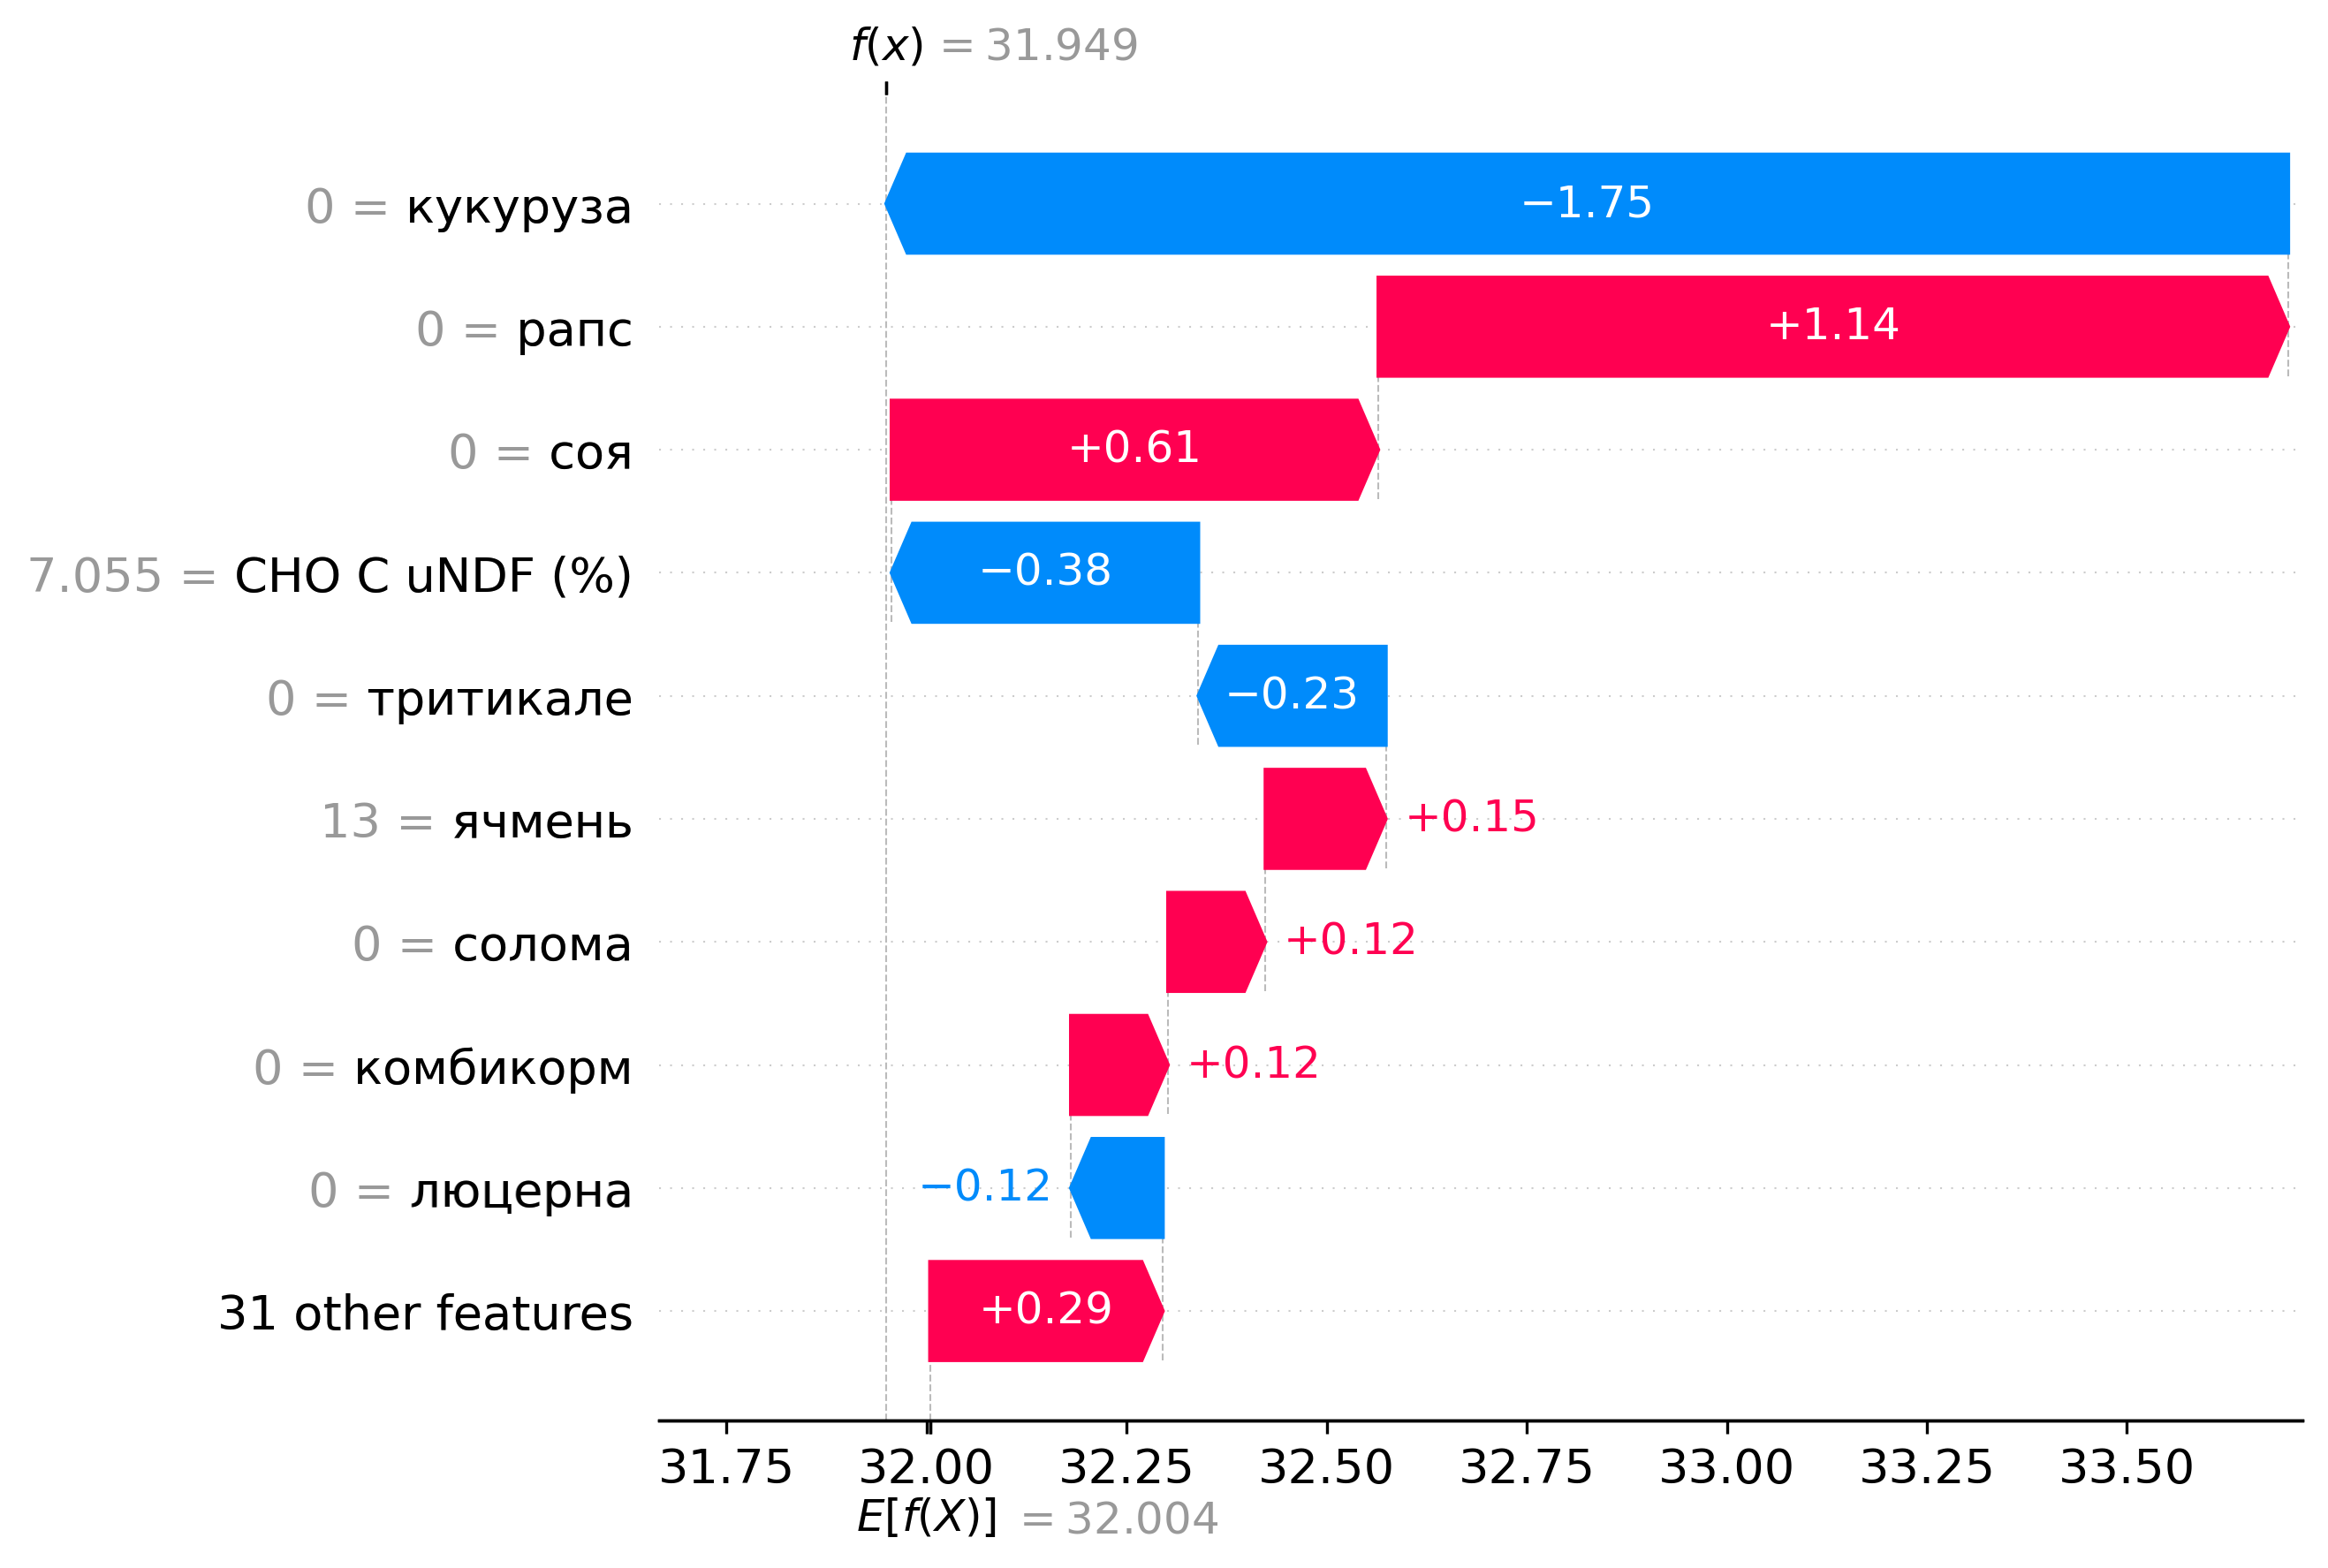 f(x) = 31.949
0 = кукуруза
−1.75
0 = рапс
+1.14
0 = соя
+0.61
7.055 = CHO C uNDF (%)
−0.38
0 = тритикале
−0.23
13 = ячмень
+0.15
0 = солома
+0.12
0 = комбикорм
+0.12
0 = люцерна
−0.12
31 other features
+0.29
31.75 32.00 32.25 32.50 32.75 33.00 33.25 33.50
E[f(X)] = 32.004